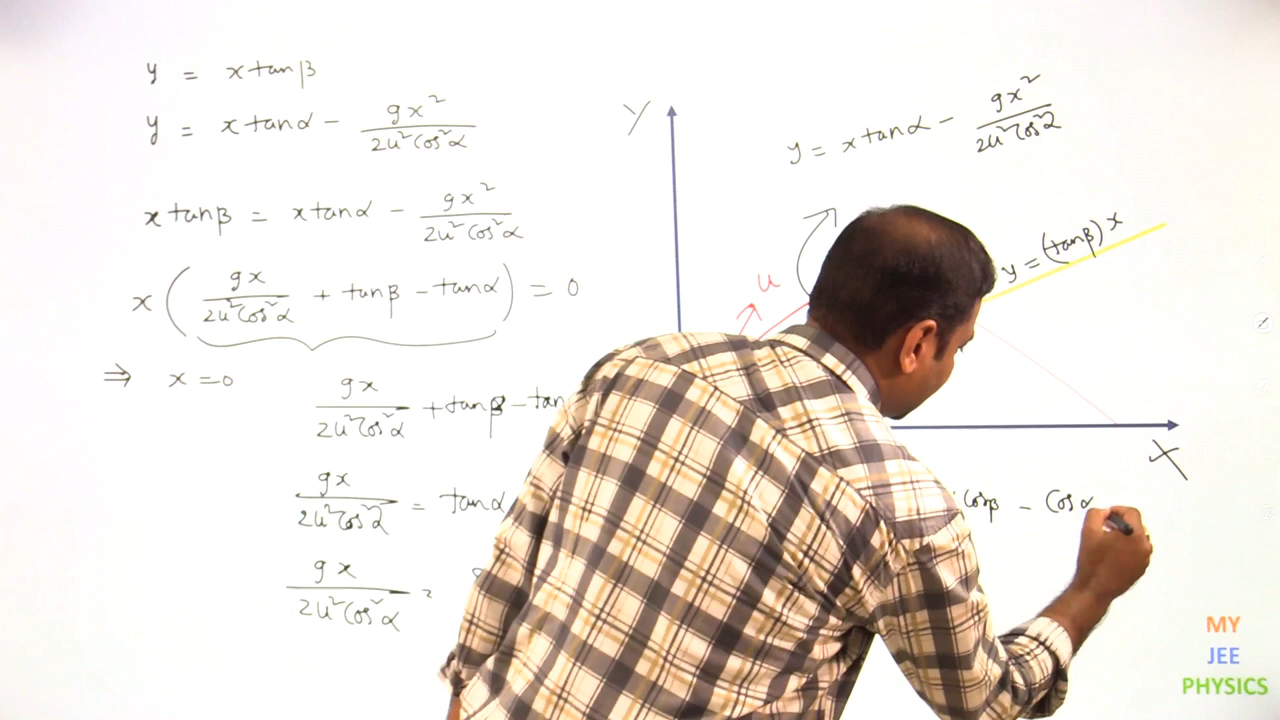 y = x tanβ
y = x tanα − gx² / 2u²cos²α
x tanβ = x tanα − gx² / 2u²cos²α
x ( gx / 2u²cos²α + tanβ − tanα ) = 0
⇒ x = 0
gx / 2u²cos²α + tanβ − tan
gx / 2u²cos²α = tanα
gx / 2u²cos²α =
Y
y = x tanα − gx² / 2u²cos²α
u
y = (tanβ) x
X
cosβ − cosα
MY
JEE
PHYSICS